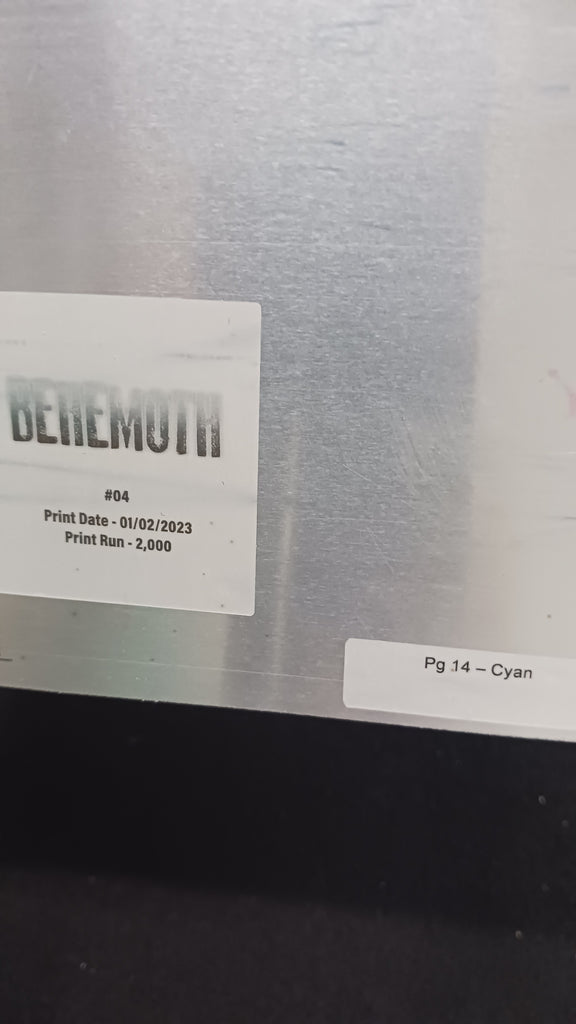 BEHEMOTH
#04
Print Date - 01/02/2023
Print Run - 2,000
Pg 14 – Cyan